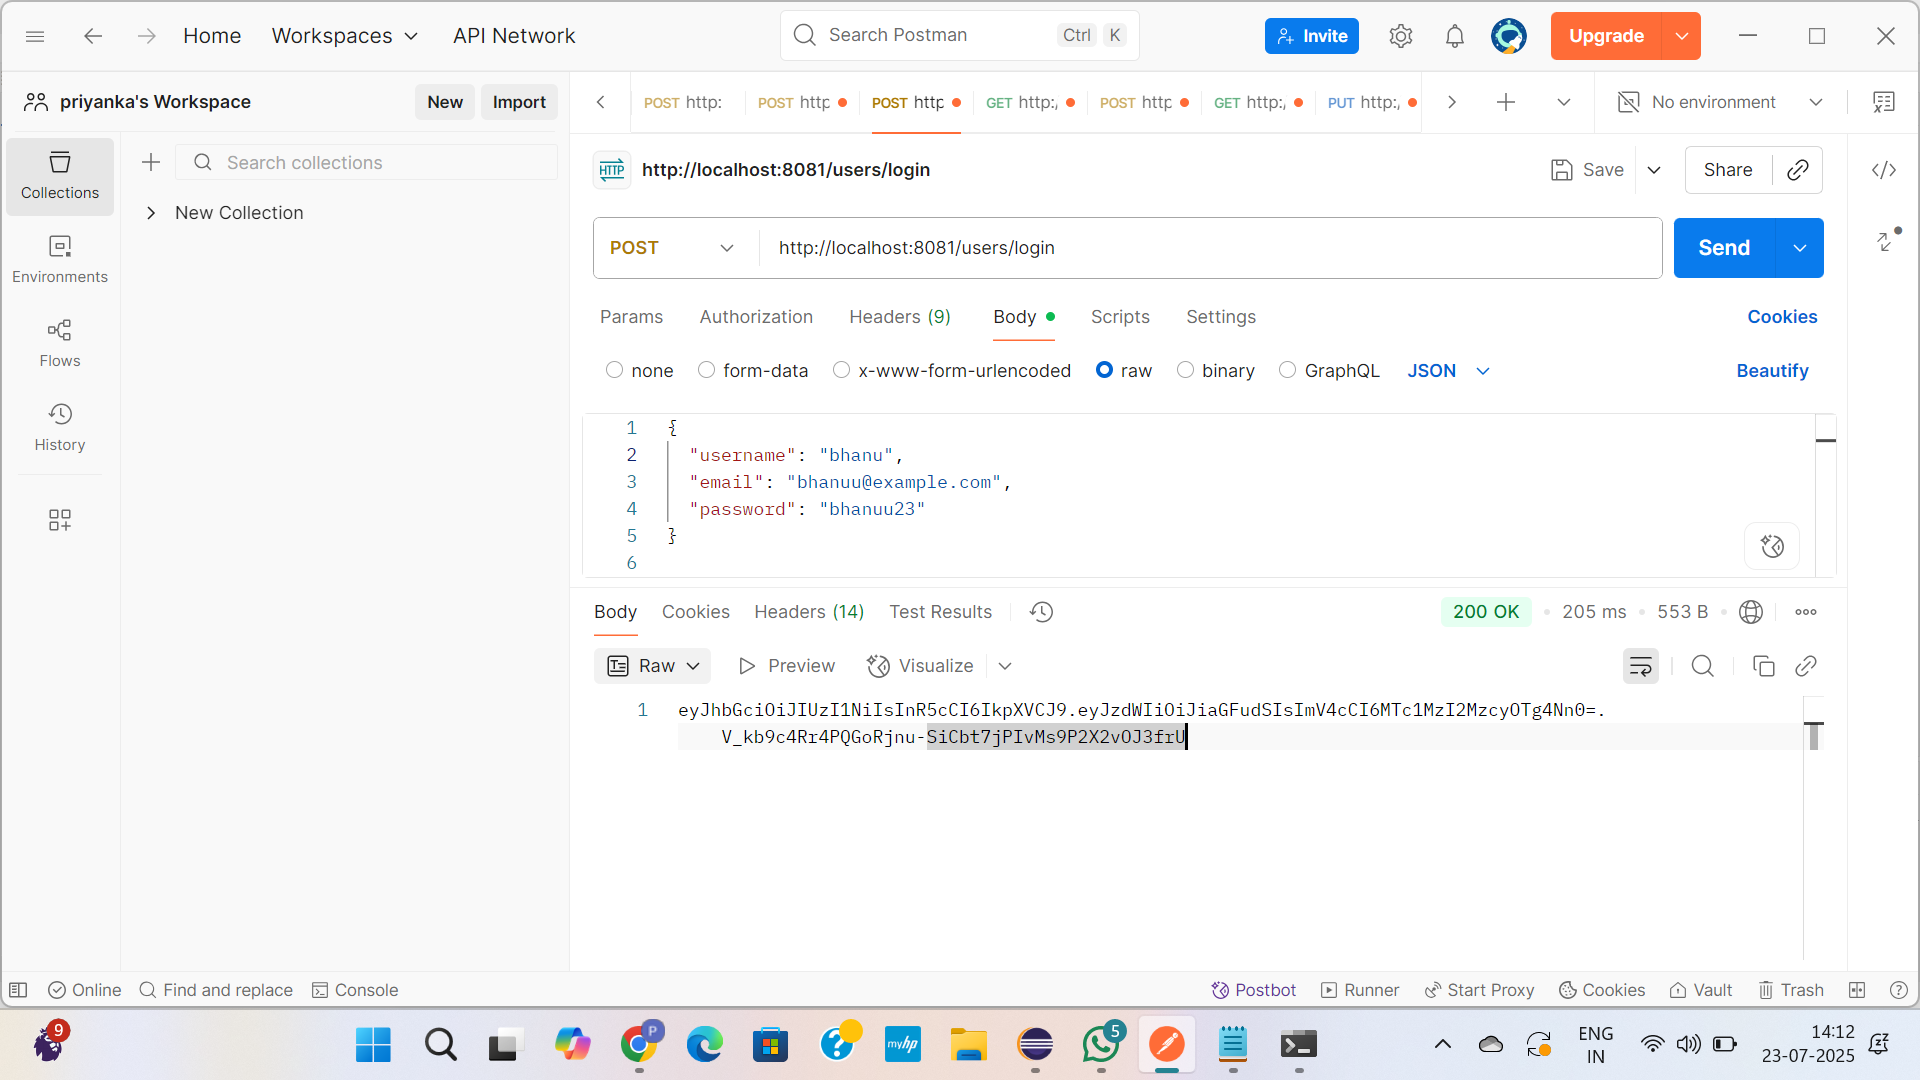 Home
Workspaces
API Network
Search Postman
Ctrl
K
Invite
Upgrade
priyanka's Workspace
New
Import
POST http:
POST http
POST http
GET http:/
POST http
GET http:/
PUT http:/
No environment
Collections
Search collections
New Collection
Environments
Flows
History
HTTP
http://localhost:8081/users/login
Save
Share
POST
http://localhost:8081/users/login
Send
Params
Authorization
Headers (9)
Body
Scripts
Settings
Cookies
none
form-data
x-www-form-urlencoded
raw
binary
GraphQL
JSON
Beautify
1 {
2 "username": "bhanu",
3 "email": "bhanuu@example.com",
4 "password": "bhanuu23"
5 }
6
Body
Cookies
Headers (14)
Test Results
200 OK
205 ms
553 B
Raw
Preview
Visualize
1 eyJhbGciOiJIUzI1NiIsInR5cCI6IkpXVCJ9.eyJzdWIiOiJiaGFudSIsImV4cCI6MTc1MzI2MzcyOTg4Nn0=.
V_kb9c4Rr4PQGoRjnu-SiCbt7jPIvMs9P2X2vOJ3frU
Online
Find and replace
Console
Postbot
Runner
Start Proxy
Cookies
Vault
Trash
9
P
myhp
5
ENG
IN
14:12
23-07-2025